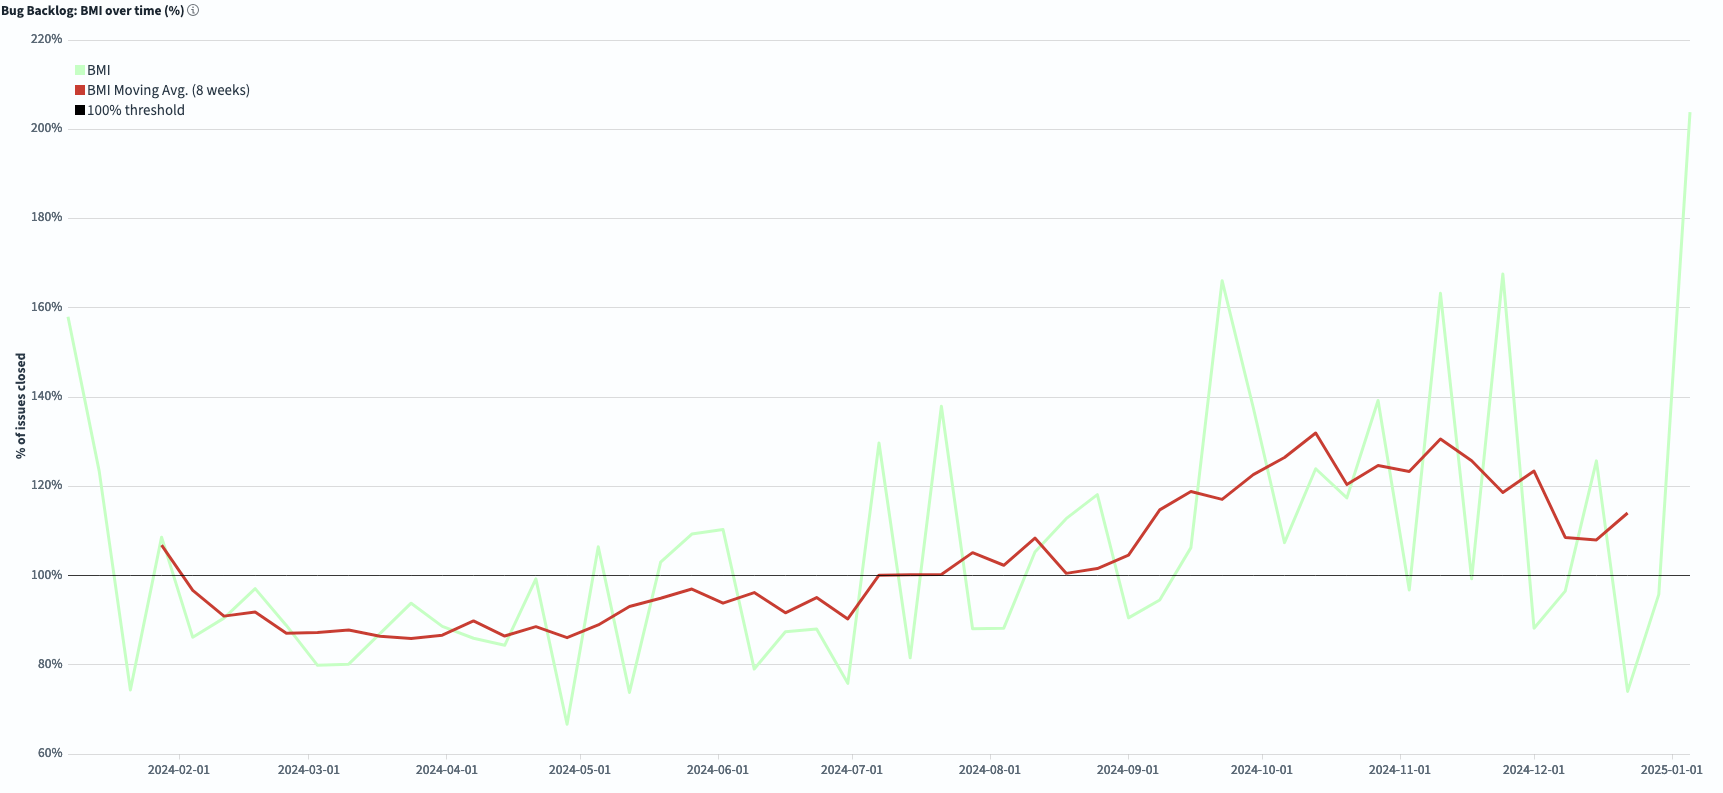 Bug Backlog: BMI over time (%) ⓘ
220%
BMI
BMI Moving Avg. (8 weeks)
100% threshold
200%
180%
160%
140%
120%
100%
80%
60%
% of issues closed
2024-02-01 2024-03-01 2024-04-01 2024-05-01 2024-06-01 2024-07-01 2024-08-01 2024-09-01 2024-10-01 2024-11-01 2024-12-01 2025-01-01